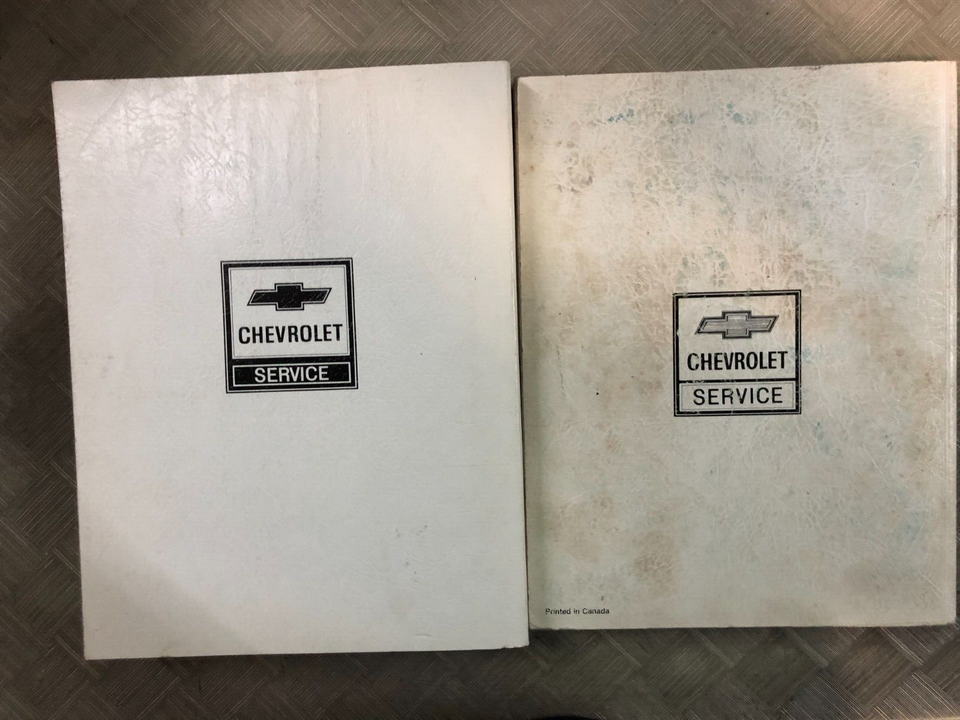 CHEVROLET
SERVICE
CHEVROLET
SERVICE
Printed in Canada